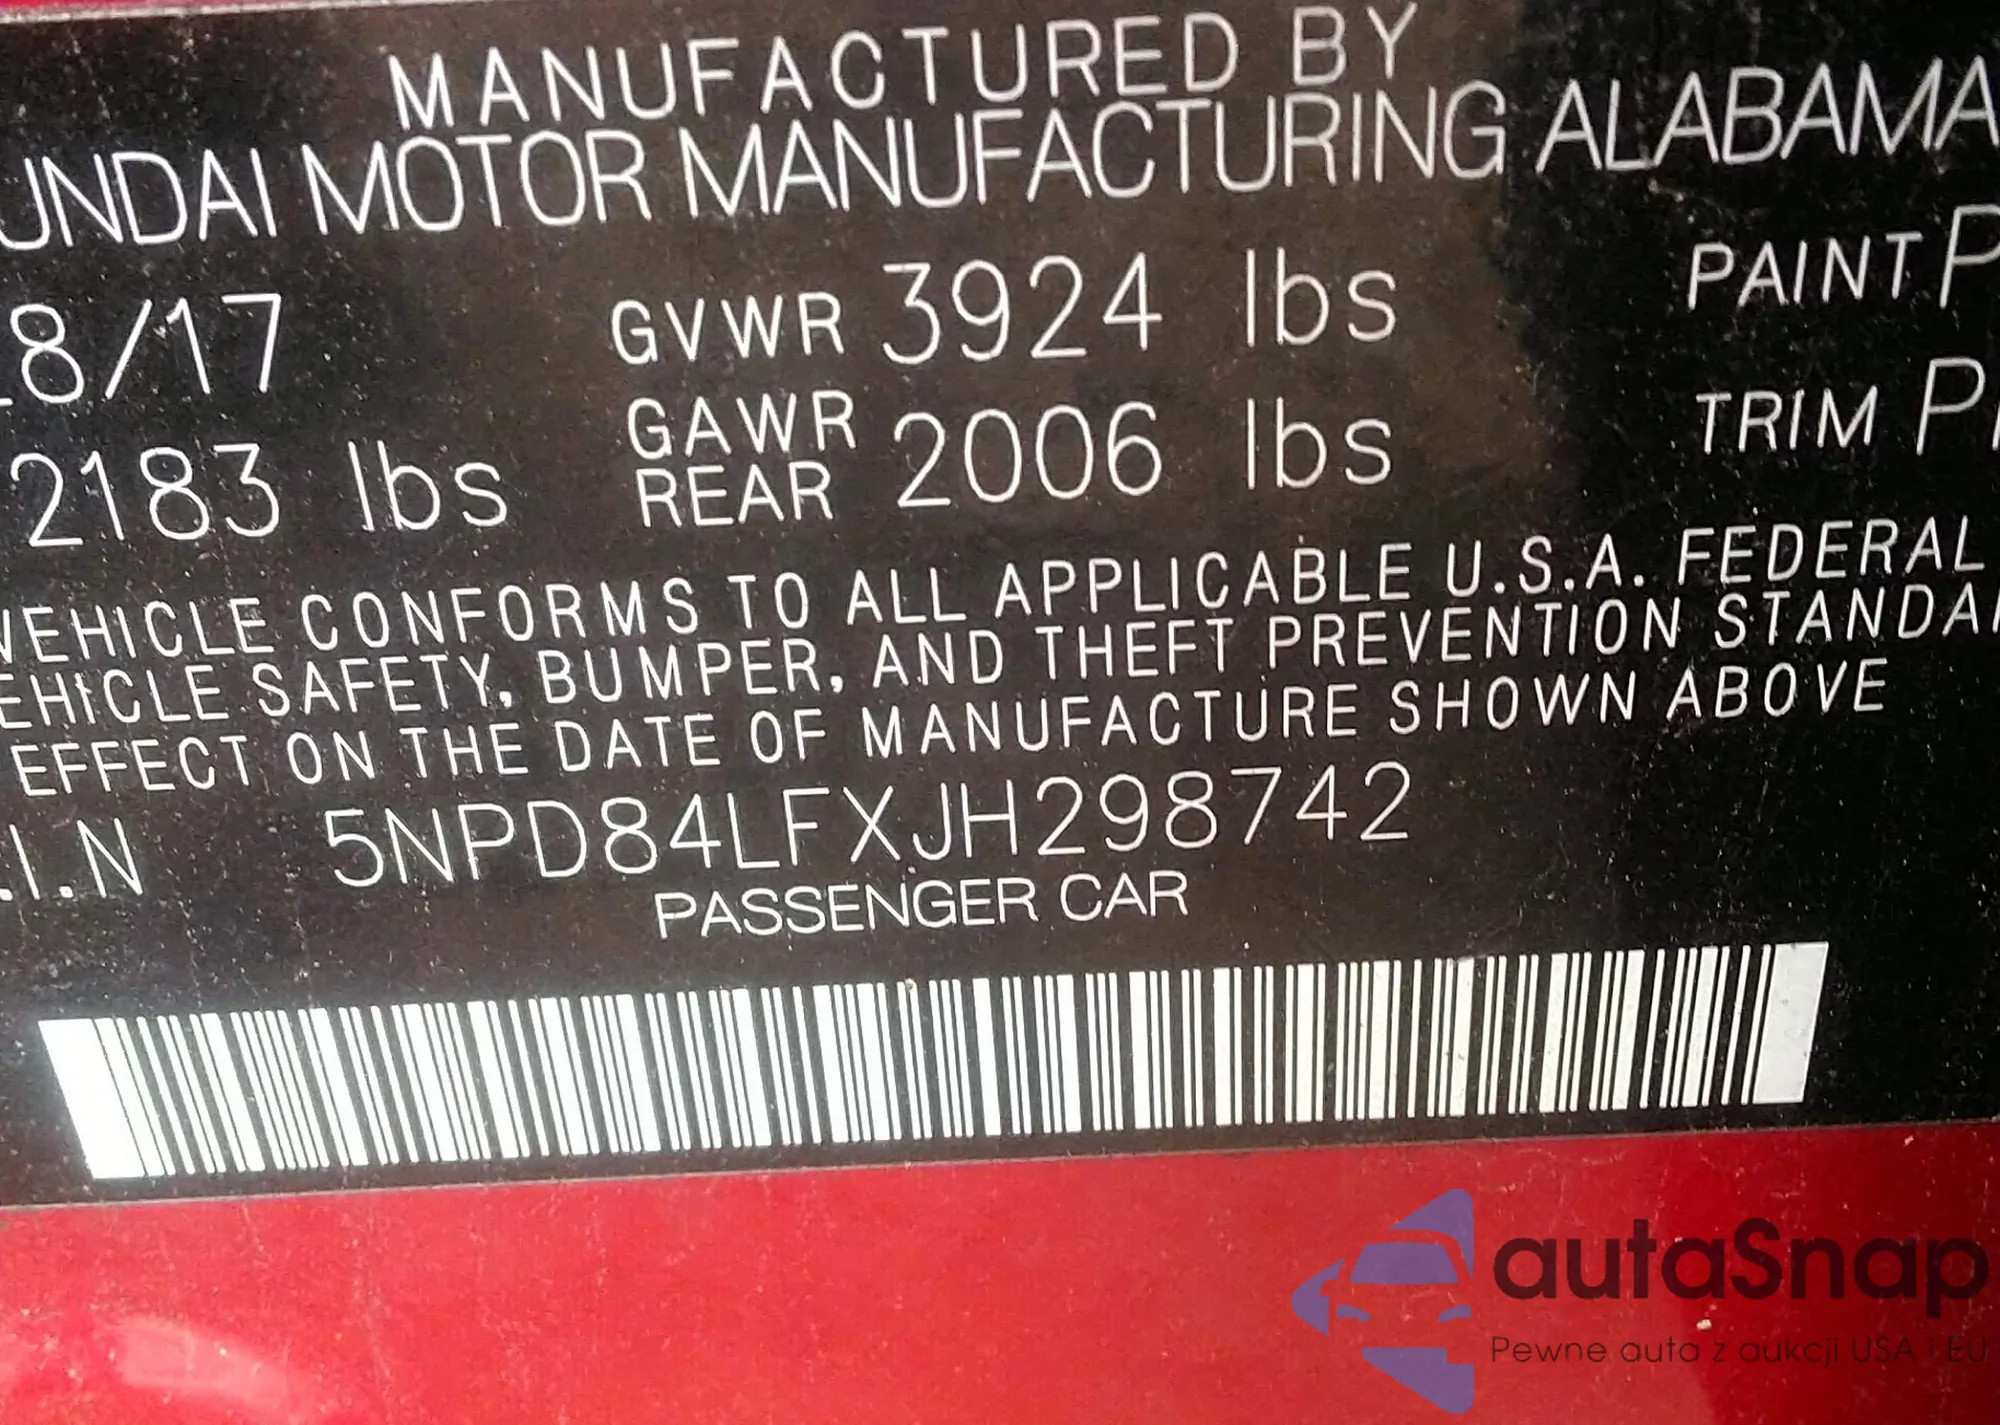 MANUFACTURED BY
UNDAI MOTOR MANUFACTURING ALABAMA
8/17 GVWR 3924 lbs PAINT P
2183 lbs GAWR REAR 2006 lbs TRIM P
VEHICLE CONFORMS TO ALL APPLICABLE U.S.A. FEDERAL
EHICLE SAFETY, BUMPER, AND THEFT PREVENTION STANDA
EFFECT ON THE DATE OF MANUFACTURE SHOWN ABOVE
.I.N 5NPD84LFXJH298742
PASSENGER CAR
autaSnap
Pewne auta z aukcji USA i EU